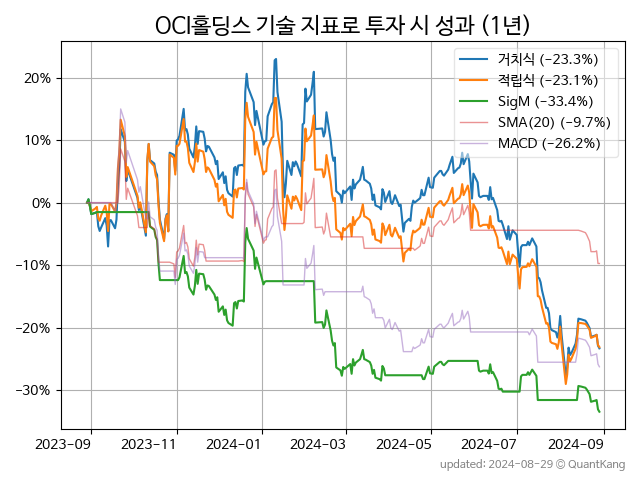 OCI홀딩스 기술 지표로 투자 시 성과 (1년)
거치식 (−23.3%)
적립식 (−23.1%)
SigM (−33.4%)
SMA(20) (−9.7%)
MACD (−26.2%)
20%
10%
0%
−10%
−20%
−30%
2023-09 2023-11 2024-01 2024-03 2024-05 2024-07 2024-09
updated: 2024-08-29 @ QuantKang